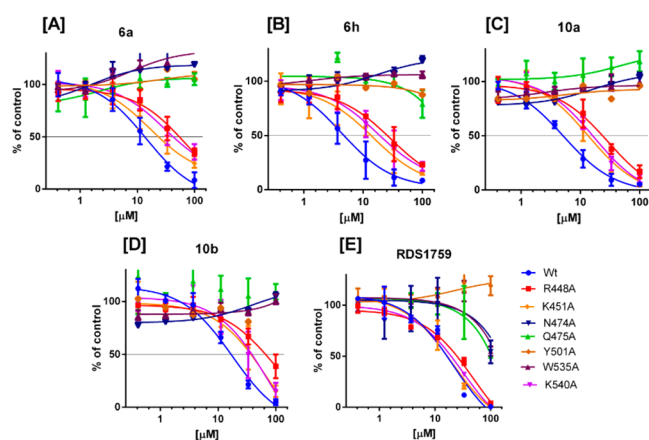 [A] 6a
[B] 6h
[C] 10a
% of control
100
50
0
1 10 100
[µM]
% of control
100
50
0
1 10 100
[µM]
% of control
100
50
0
1 10 100
[µM]
[D] 10b
[E] RDS1759
% of control
100
50
0
1 10 100
[µM]
% of control
100
50
0
1 10 100
[µM]
Wt
R448A
K451A
N474A
Q475A
Y501A
W535A
K540A